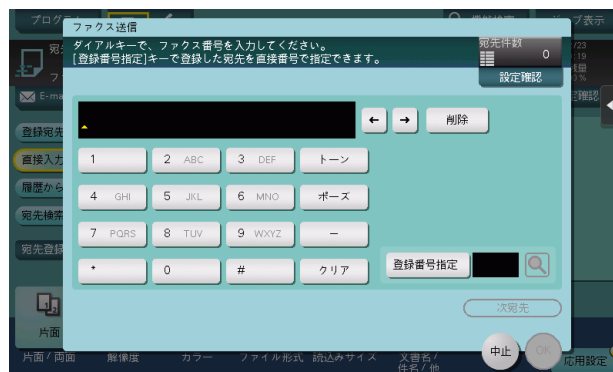 プログラ
ブ表示
ファクス送信
ダイアルキーで、ファクス番号を入力してください。
[登録番号指定]キーで登録した宛先を直接番号で指定できます。
宛先件数
0
設定確認
E-ma
登録宛先
直接入力
履歴から
宛先検索
宛先登録
← → 削除
1 2 ABC 3 DEF トーン
4 GHI 5 JKL 6 MNO ポーズ
7 PQRS 8 TUV 9 WXYZ −
* 0 # クリア
登録番号指定
次宛先
中止 OK
片面
片面/両面 解像度 カラー ファイル形式 読込みサイズ 文書名/件名/他 応用設定